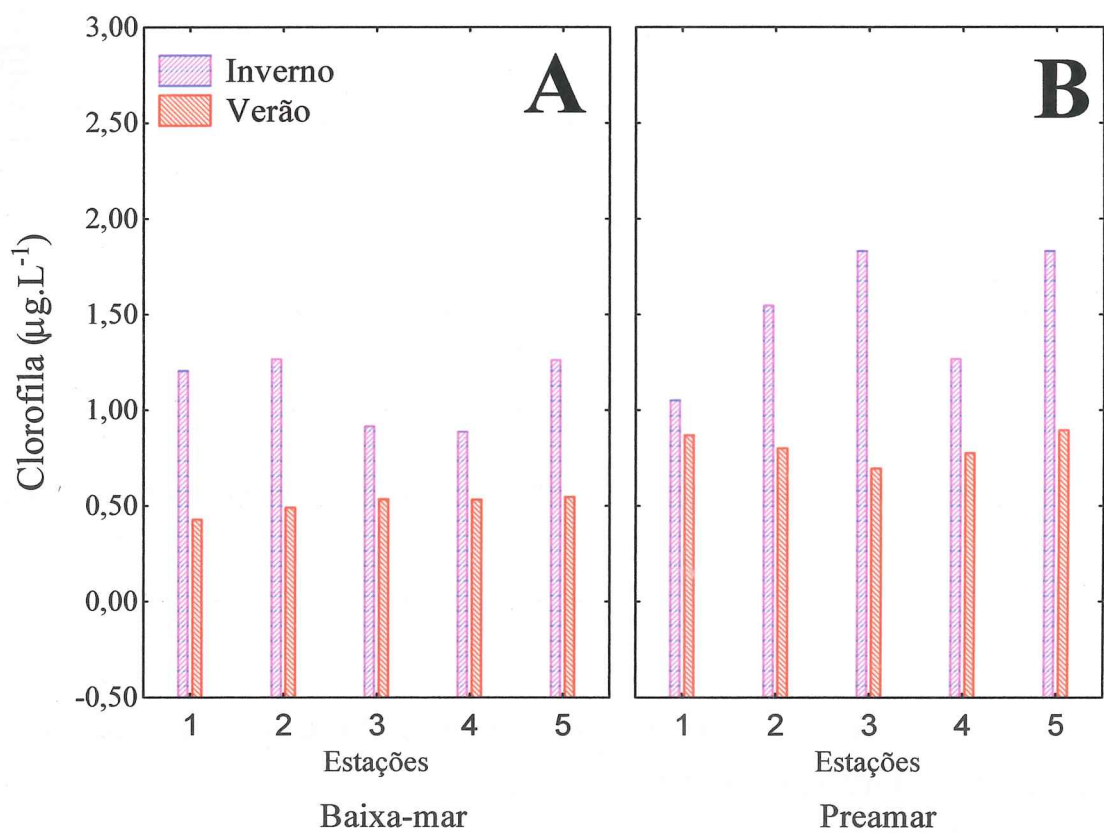 3,00
2,50
2,00
1,50
1,00
0,50
0,00
-0,50
Clorofila (µg.L⁻¹)
Inverno
Verão
A
B
1 2 3 4 5
1 2 3 4 5
Estações
Estações
Baixa-mar
Preamar